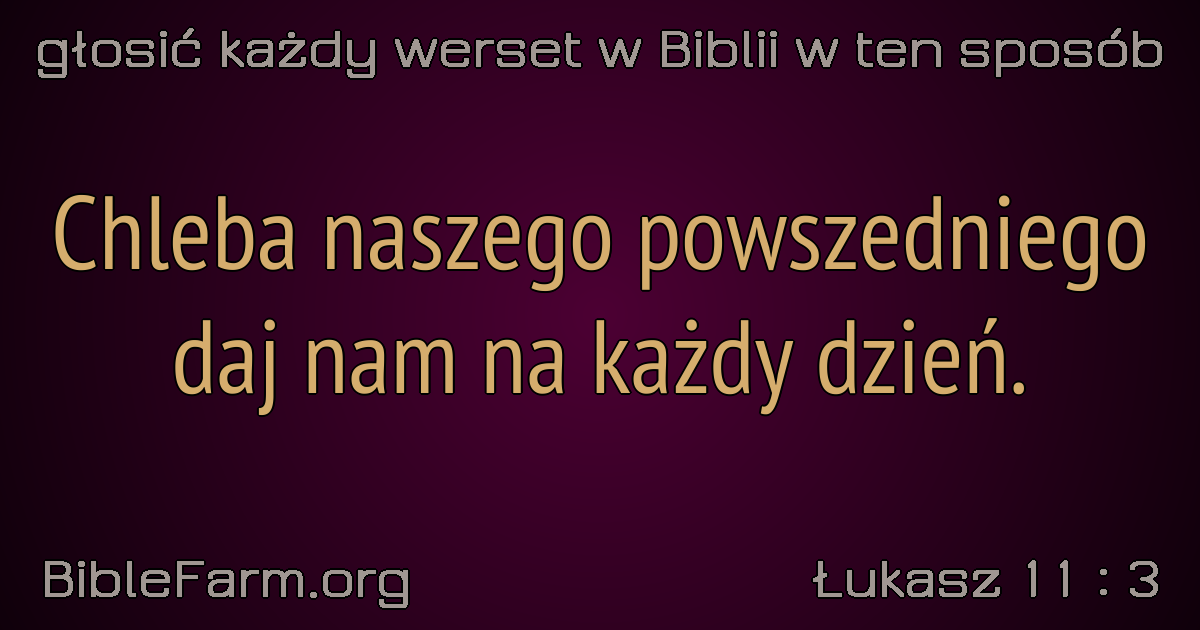 głosić każdy werset w Biblii w ten sposób
Chleba naszego powszedniego
daj nam na każdy dzień.
BibleFarm.org
Łukasz 11 : 3